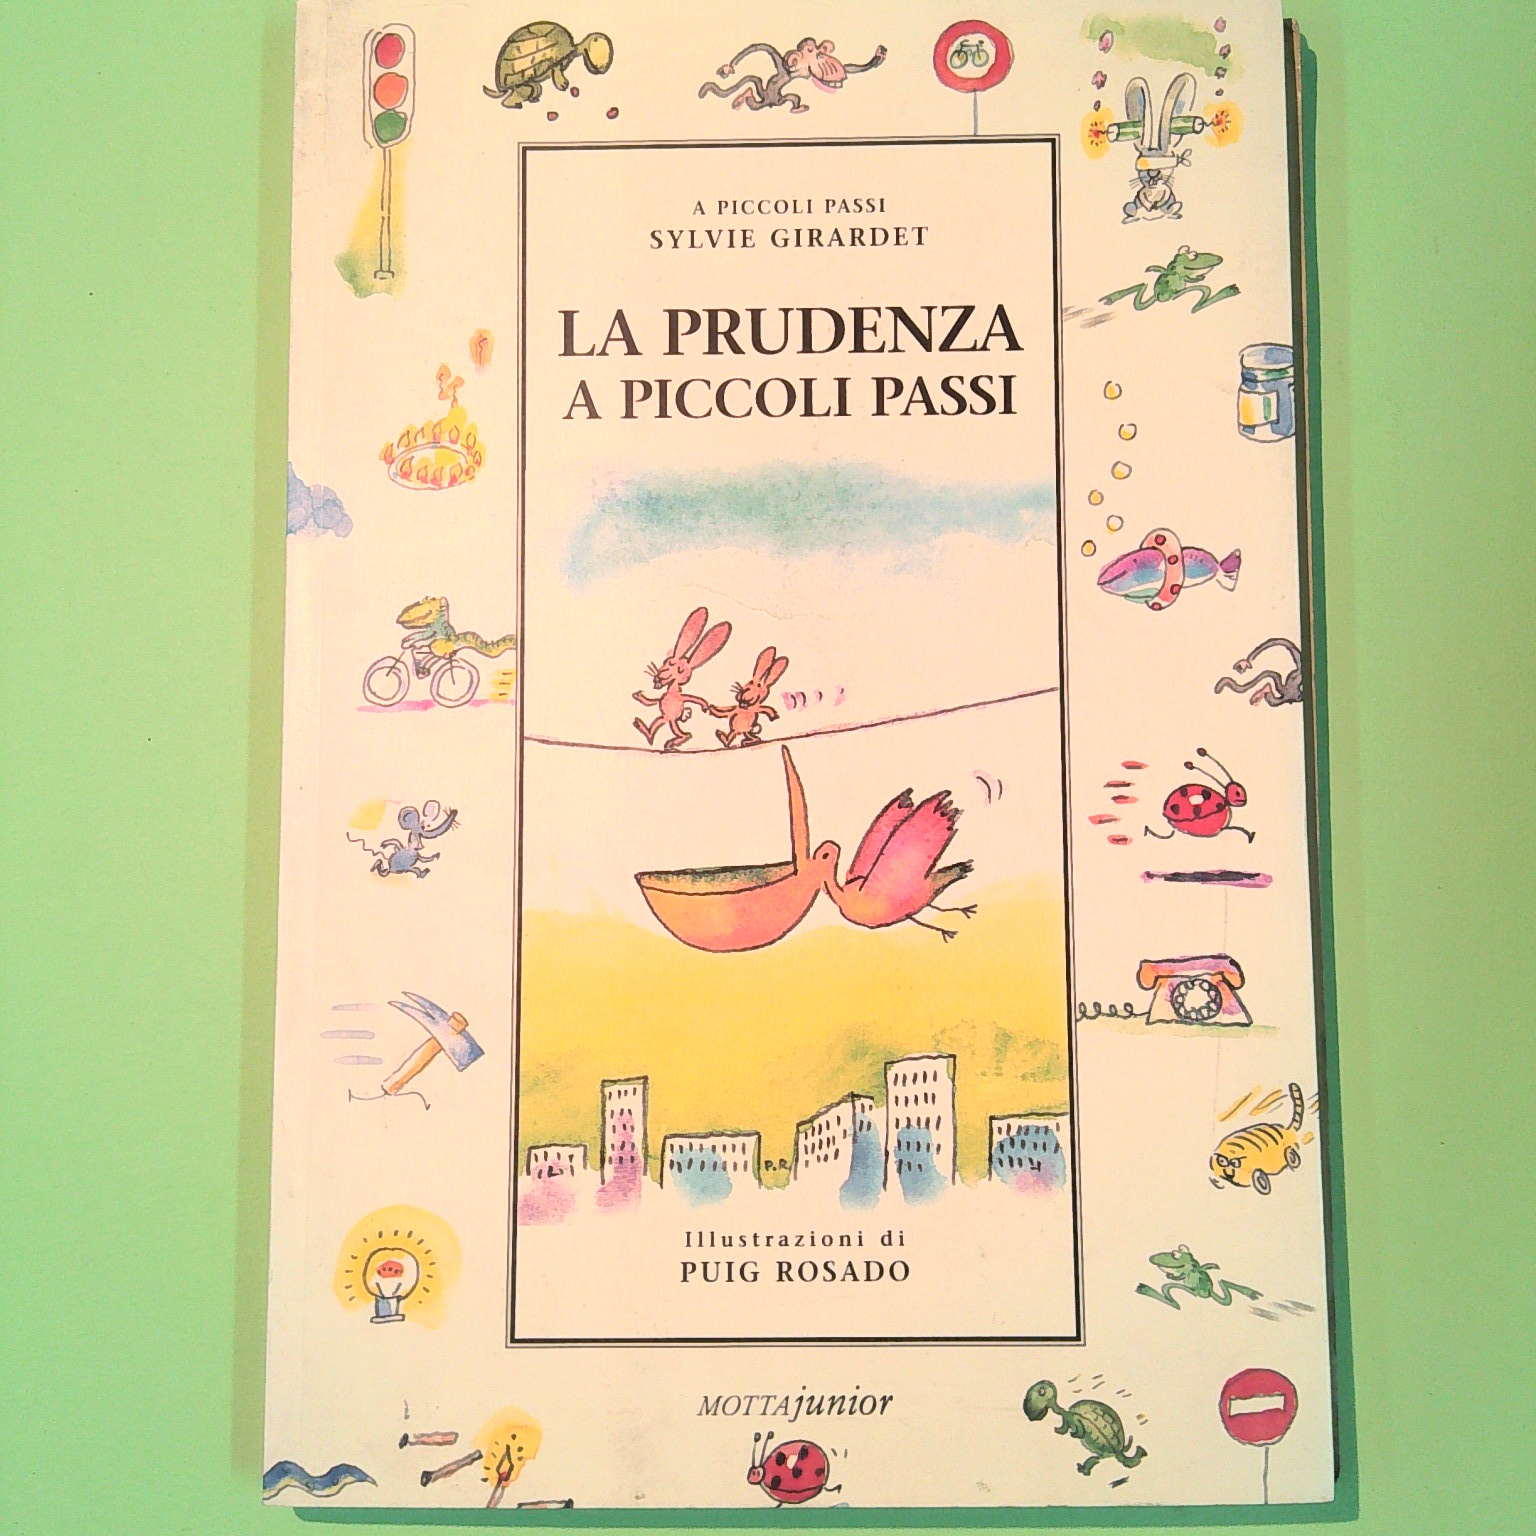 A PICCOLI PASSI
SYLVIE GIRARDET
LA PRUDENZA
A PICCOLI PASSI
P.R
Illustrazioni di
PUIG ROSADO
MOTTAjunior